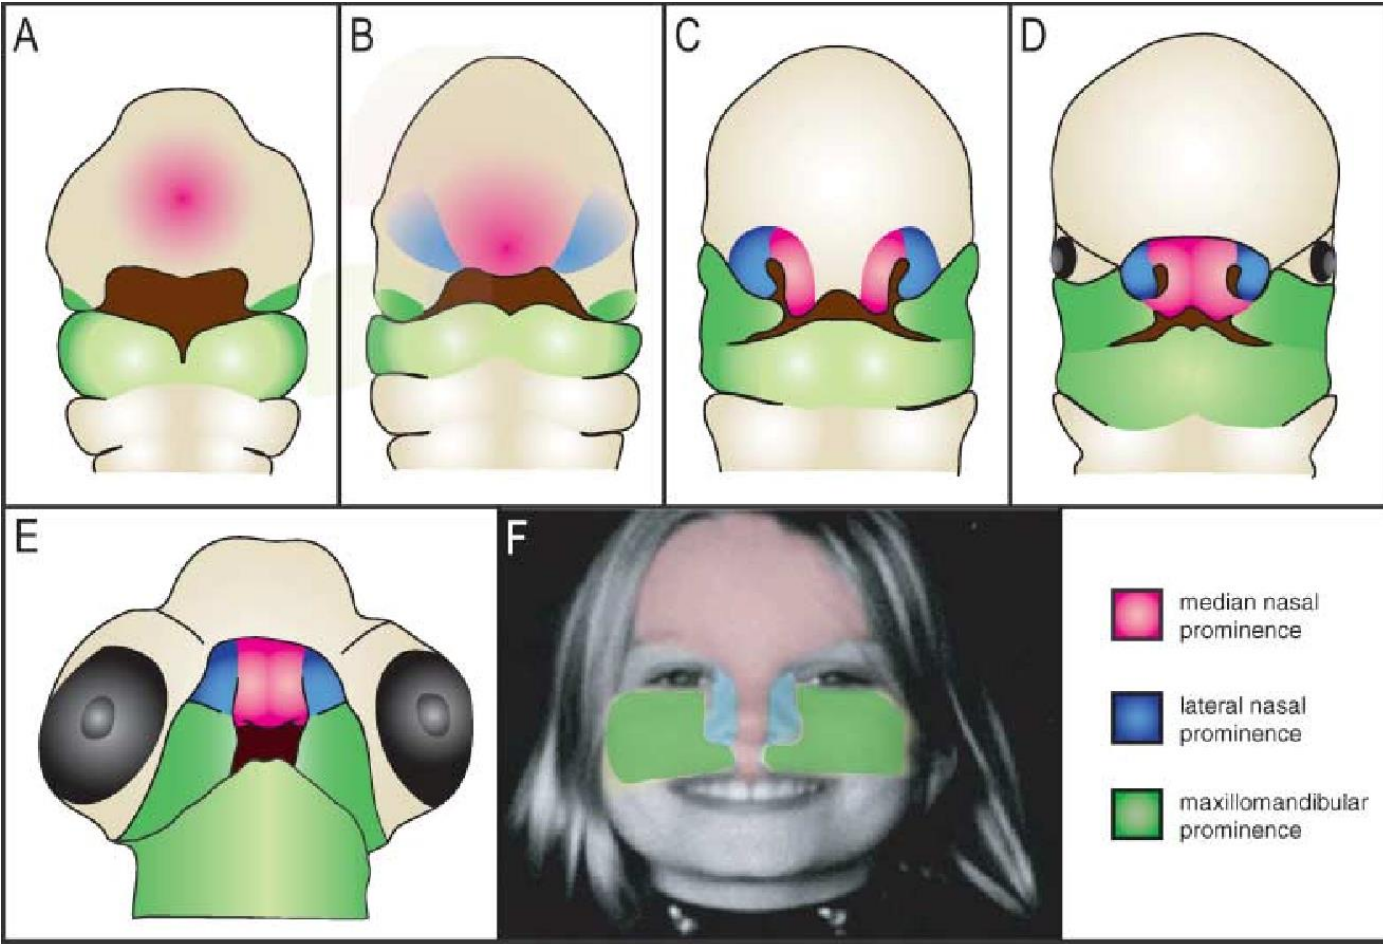 A
B
C
D
E
F
median nasal
prominence
lateral nasal
prominence
maxillomandibular
prominence